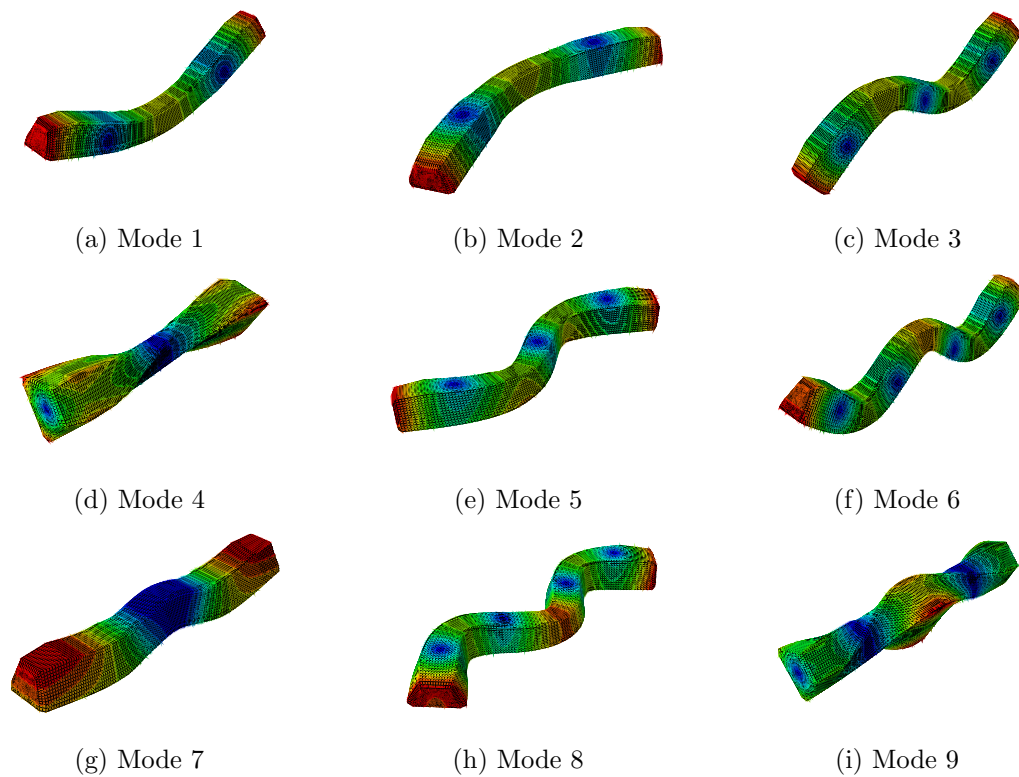 (a) Mode 1
(b) Mode 2
(c) Mode 3
(d) Mode 4
(e) Mode 5
(f) Mode 6
(g) Mode 7
(h) Mode 8
(i) Mode 9